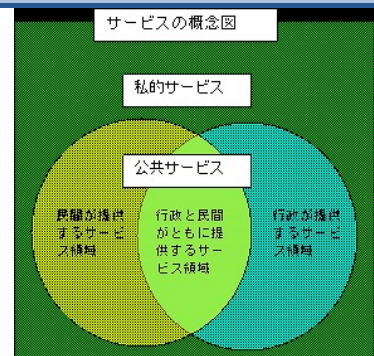 サービスの概念図
私的サービス
公共サービス
民間が提供
するサービ
ス領域
行政と民間
がともに提
供するサー
ビス領域
行政が提供
するサービ
ス領域